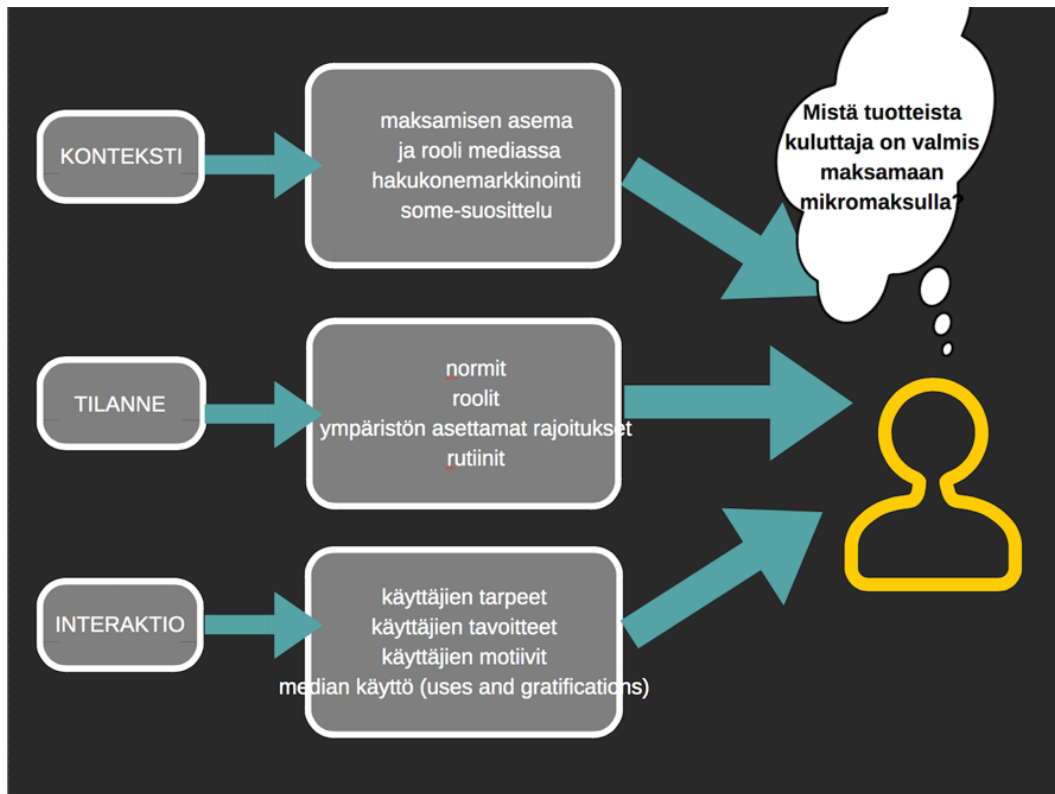 KONTEKSTI
maksamisen asema
ja rooli mediassa
hakukonemarkkinointi
some-suosittelu
Mistä tuotteista
kuluttaja on valmis
maksamaan
mikromaksulla?
TILANNE
normit
roolit
ympäristön asettamat rajoitukset
rutiinit
INTERAKTIO
käyttäjien tarpeet
käyttäjien tavoitteet
käyttäjien motiivit
median käyttö (uses and gratifications)